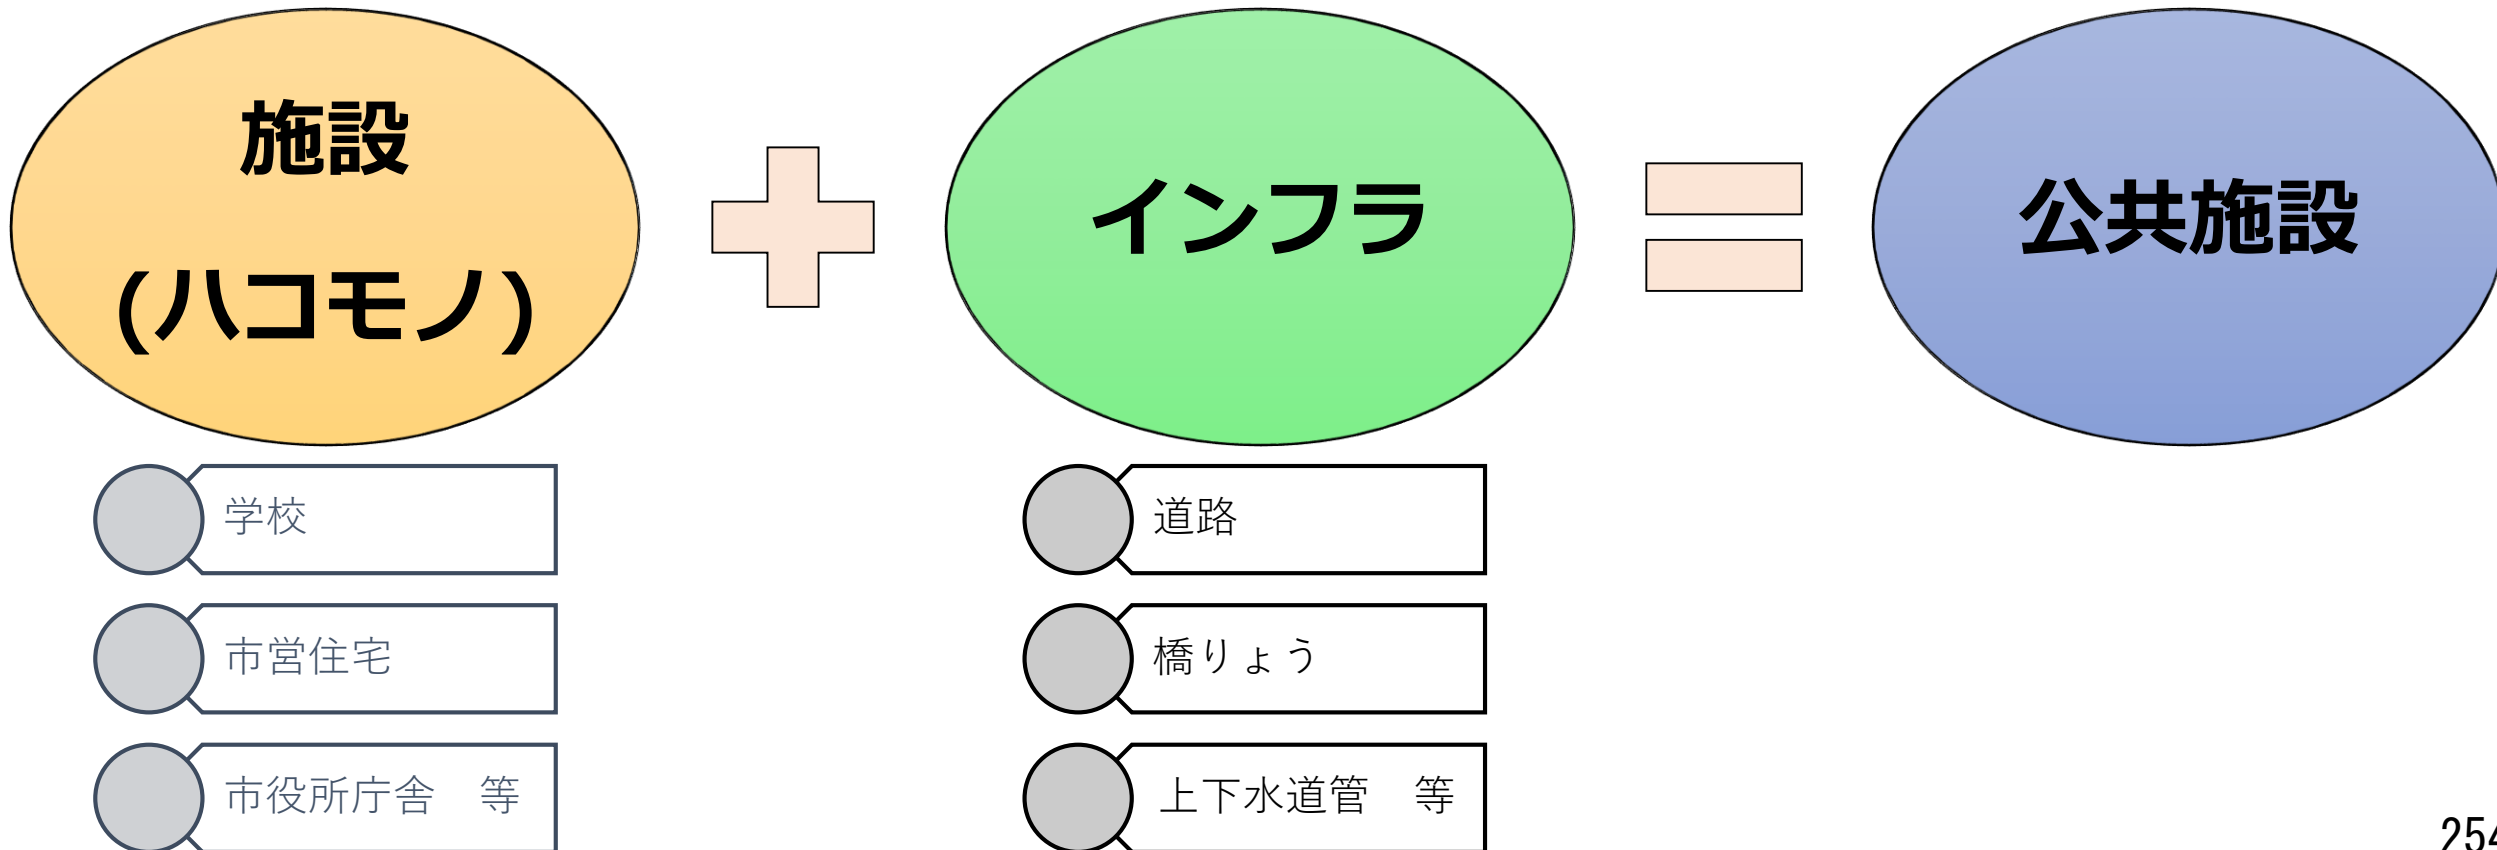 施設
(ハコモノ)
インフラ
公共施設
学校
市営住宅
市役所庁舎　等
道路
橋りょう
上下水道管　等
254